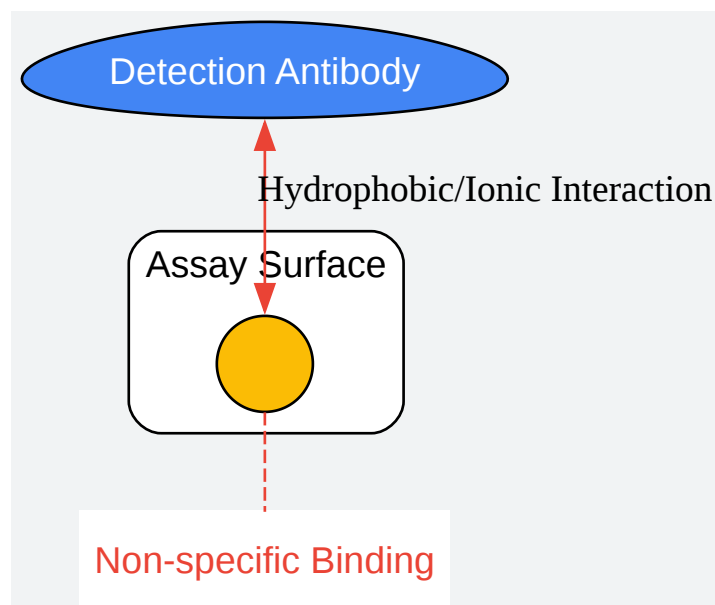 Detection Antibody
Hydrophobic/Ionic Interaction
Assay Surface
Non-specific Binding